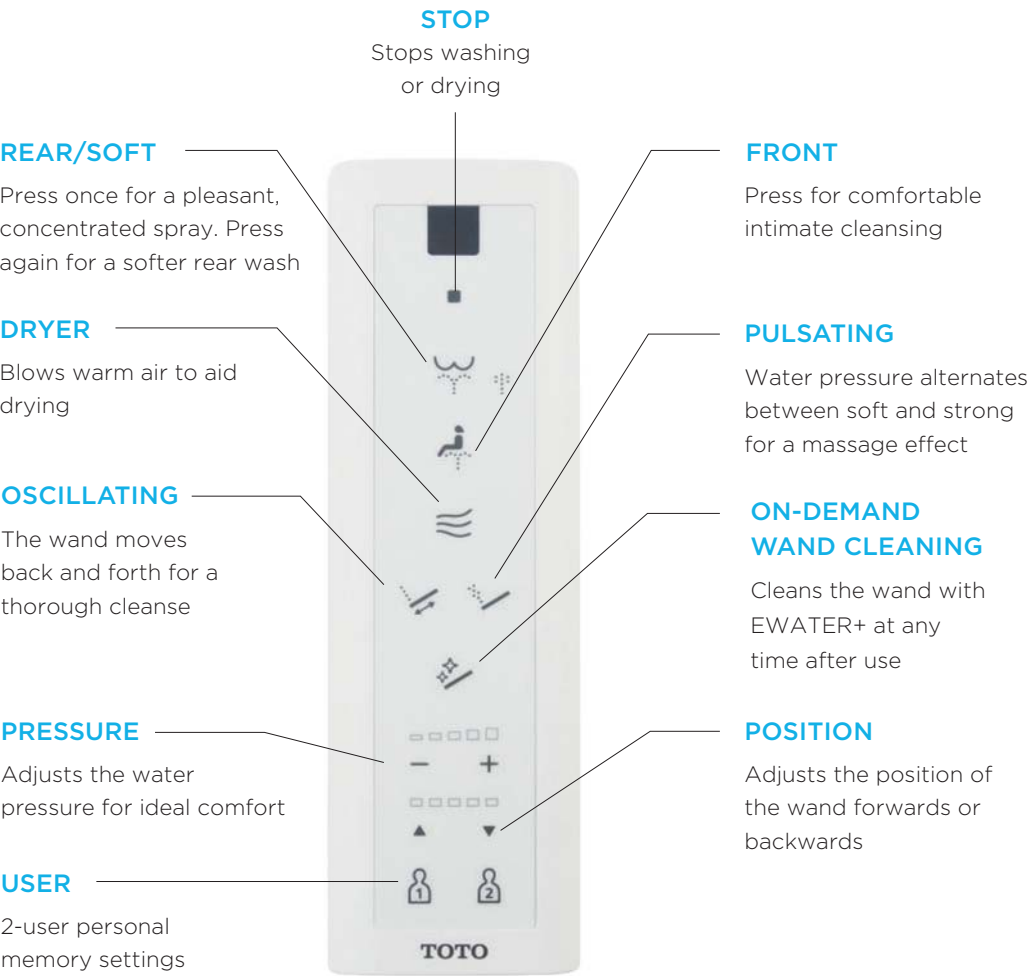 STOP
Stops washing
or drying
REAR/SOFT
Press once for a pleasant,
concentrated spray. Press
again for a softer rear wash
FRONT
Press for comfortable
intimate cleansing
DRYER
Blows warm air to aid
drying
PULSATING
Water pressure alternates
between soft and strong
for a massage effect
OSCILLATING
The wand moves
back and forth for a
thorough cleanse
ON-DEMAND
WAND CLEANING
Cleans the wand with
EWATER+ at any
time after use
PRESSURE
Adjusts the water
pressure for ideal comfort
POSITION
Adjusts the position of
the wand forwards or
backwards
USER
2-user personal
memory settings
− +
1 2
TOTO